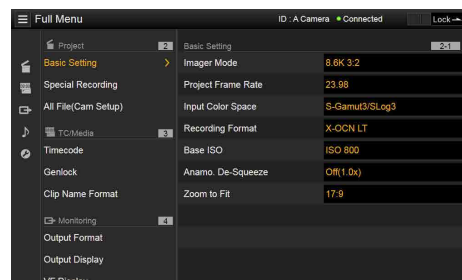 Full Menu
ID : A Camera
Connected
Lock
Project 2
Basic Setting >
Special Recording
All File(Cam Setup)
TC/Media 3
Timecode
Genlock
Clip Name Format
Monitoring 4
Output Format
Output Display
VF Display
Basic Setting 2-1
Imager Mode 8.6K 3:2
Project Frame Rate 23.98
Input Color Space S-Gamut3/SLog3
Recording Format X-OCN LT
Base ISO ISO 800
Anamo. De-Squeeze Off(1.0x)
Zoom to Fit 17:9